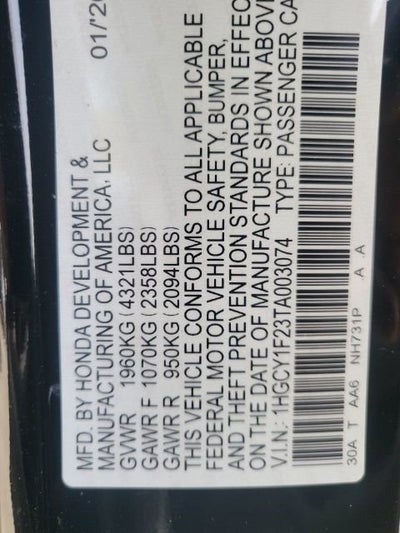 MFD. BY HONDA DEVELOPMENT &
MANUFACTURING OF AMERICA, LLC 01/'20
GVWR 1960KG (4321LBS)
GAWR F 1070KG (2358LBS)
GAWR R 950KG (2094LBS)
THIS VEHICLE CONFORMS TO ALL APPLICABLE
FEDERAL MOTOR VEHICLE SAFETY, BUMPER,
AND THEFT PREVENTION STANDARDS IN EFFEC
ON THE DATE OF MANUFACTURE SHOWN ABOV
V.I.N.: 1HGCY1F23TA003074 TYPE: PASSENGER CA
30A T AA6 NH731P A A